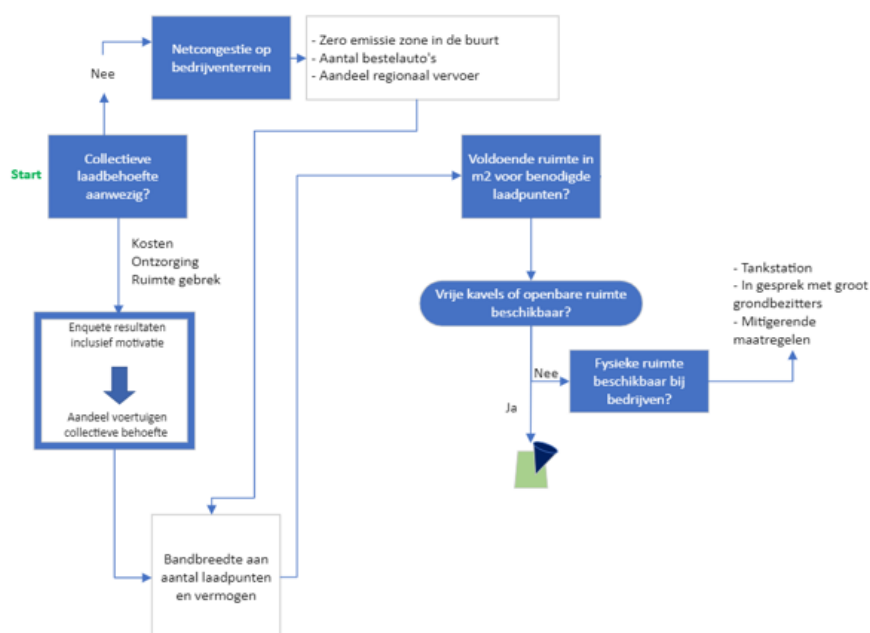 Netcongestie op
bedrijventerrein
- Zero emissie zone in de buurt
- Aantal bestelauto's
- Aandeel regionaal vervoer
Nee
Start
Collectieve
laadbehoefte
aanwezig?
Voldoende ruimte in
m2 voor benodigde
laadpunten?
Kosten
Ontzorging
Ruimte gebrek
Vrije kavels of openbare ruimte
beschikbaar?
- Tankstation
- In gesprek met groot
grondbezitters
- Mitigerende
maatregelen
Enquete resultaten
inclusief motivatie
Aandeel voertuigen
collectieve behoefte
Nee
Fysieke ruimte
beschikbaar bij
bedrijven?
Ja
Bandbreedte aan
aantal laadpunten
en vermogen